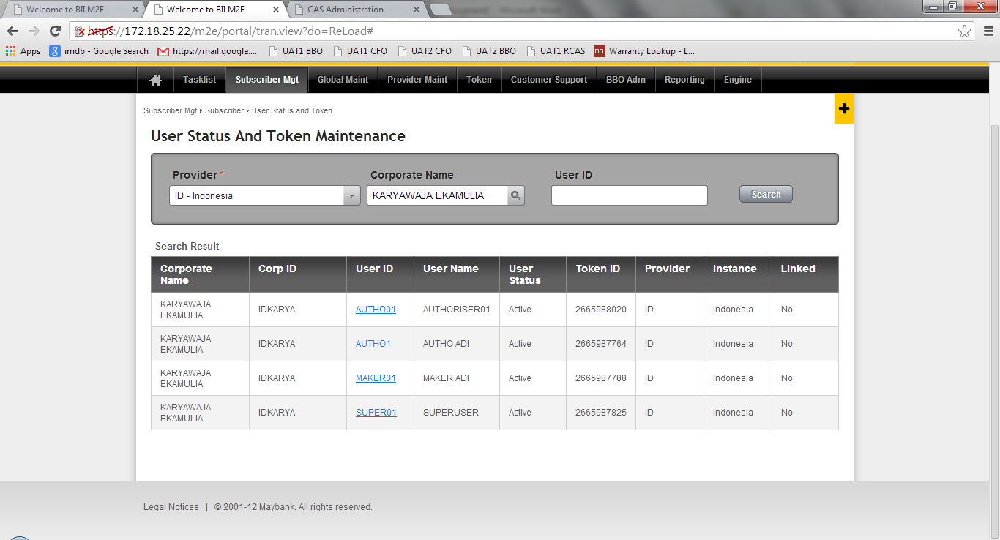 Welcome to BII M2E
Welcome to BII M2E
CAS Administration
https://172.18.25.22/m2e/portal/tran.view?do=ReLoad#
Apps
imdb - Google Search
https://mail.google....
UAT1 BBO
UAT1 CFO
UAT2 CFO
UAT2 BBO
UAT1 RCAS
DO. Warranty Lookup - L...
Tasklist
Subscriber Mgt
Global Maint
Provider Maint
Token
Customer Support
BBO Adm
Reporting
Engine
Subscriber Mgt
Subscriber
User Status and Token
User Status And Token Maintenance
Provider *
Corporate Name
User ID
ID - Indonesia
KARYAWAJA EKAMULIA
Search
Search Result
Corporate Name
Corp ID
User ID
User Name
User Status
Token ID
Provider
Instance
Linked
KARYAWAJA EKAMULIA
IDKARYA
AUTHO01
AUTHORISER01
Active
2665988020
ID
Indonesia
No
KARYAWAJA EKAMULIA
IDKARYA
AUTHO1
AUTHO ADI
Active
2665987764
ID
Indonesia
No
KARYAWAJA EKAMULIA
IDKARYA
MAKER01
MAKER ADI
Active
2665987788
ID
Indonesia
No
KARYAWAJA EKAMULIA
IDKARYA
SUPER01
SUPERUSER
Active
2665987825
ID
Indonesia
No
Legal Notices | © 2001-12 Maybank. All rights reserved.